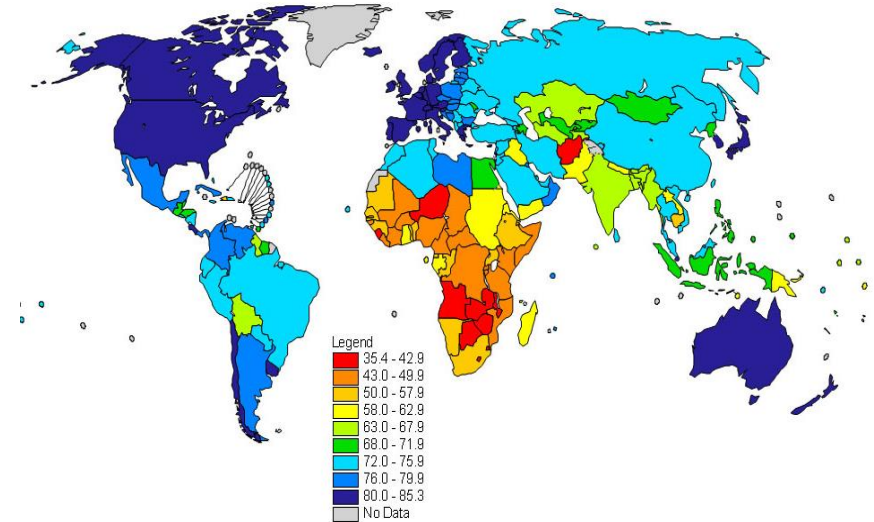 Legend
35.4 - 42.9
43.0 - 49.9
50.0 - 57.9
58.0 - 62.9
63.0 - 67.9
68.0 - 71.9
72.0 - 75.9
76.0 - 79.9
80.0 - 85.3
No Data